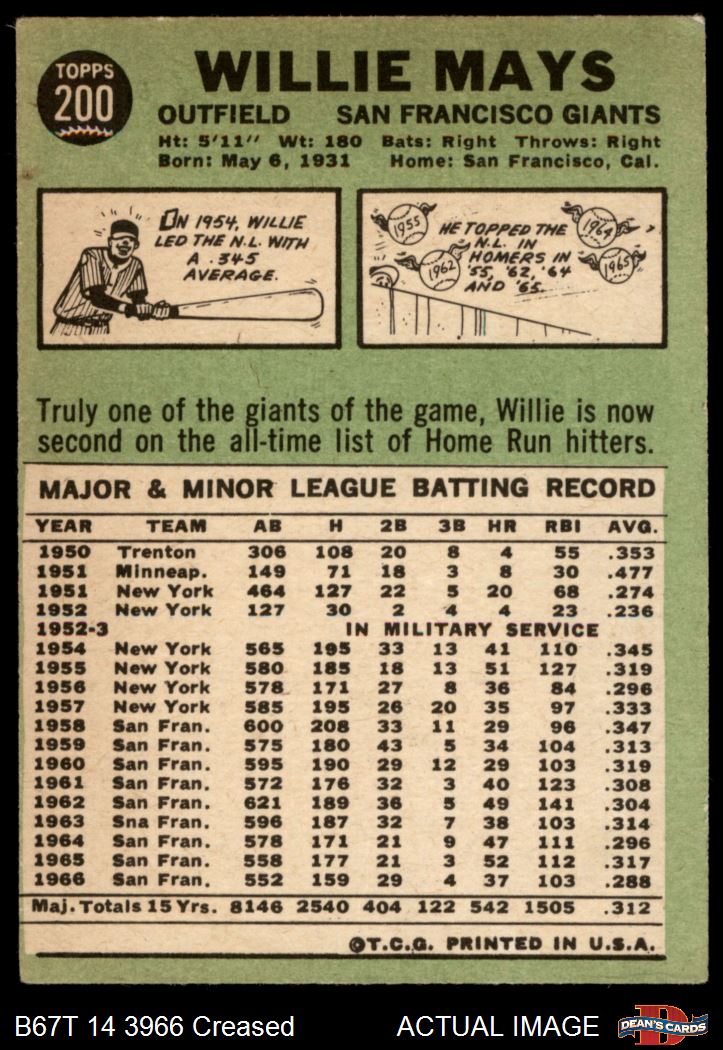 TOPPS
200
WILLIE MAYS
OUTFIELD SAN FRANCISCO GIANTS
Ht: 5'11" Wt: 180 Bats: Right Throws: Right
Born: May 6, 1931 Home: San Francisco, Cal.
IN 1954, WILLIE
LED THE N.L. WITH
A .345
AVERAGE.
1955
1964
1962
1965
HE TOPPED THE
N.L. IN
HOMERS IN
'55, '62, '64
AND '65.
Truly one of the giants of the game, Willie is now
second on the all-time list of Home Run hitters.
MAJOR & MINOR LEAGUE BATTING RECORD
YEAR TEAM AB H 2B 3B HR RBI AVG.
1950 Trenton 306 108 20 8 4 55 .353
1951 Minneap. 149 71 18 3 8 30 .477
1951 New York 464 127 22 5 20 68 .274
1952 New York 127 30 2 4 4 23 .236
1952-3 IN MILITARY SERVICE
1954 New York 565 195 33 13 41 110 .345
1955 New York 580 185 18 13 51 127 .319
1956 New York 578 171 27 8 36 84 .296
1957 New York 585 195 26 20 35 97 .333
1958 San Fran. 600 208 33 11 29 96 .347
1959 San Fran. 575 180 43 5 34 104 .313
1960 San Fran. 595 190 29 12 29 103 .319
1961 San Fran. 572 176 32 3 40 123 .308
1962 San Fran. 621 189 36 5 49 141 .304
1963 Sna Fran. 596 187 32 7 38 103 .314
1964 San Fran. 578 171 21 9 47 111 .296
1965 San Fran. 558 177 21 3 52 112 .317
1966 San Fran. 552 159 29 4 37 103 .288
Maj. Totals 15 Yrs. 8146 2540 404 122 542 1505 .312
©T.C.G. PRINTED IN U.S.A.
B67T 14 3966 Creased ACTUAL IMAGE
D
DEAN'S CARDS